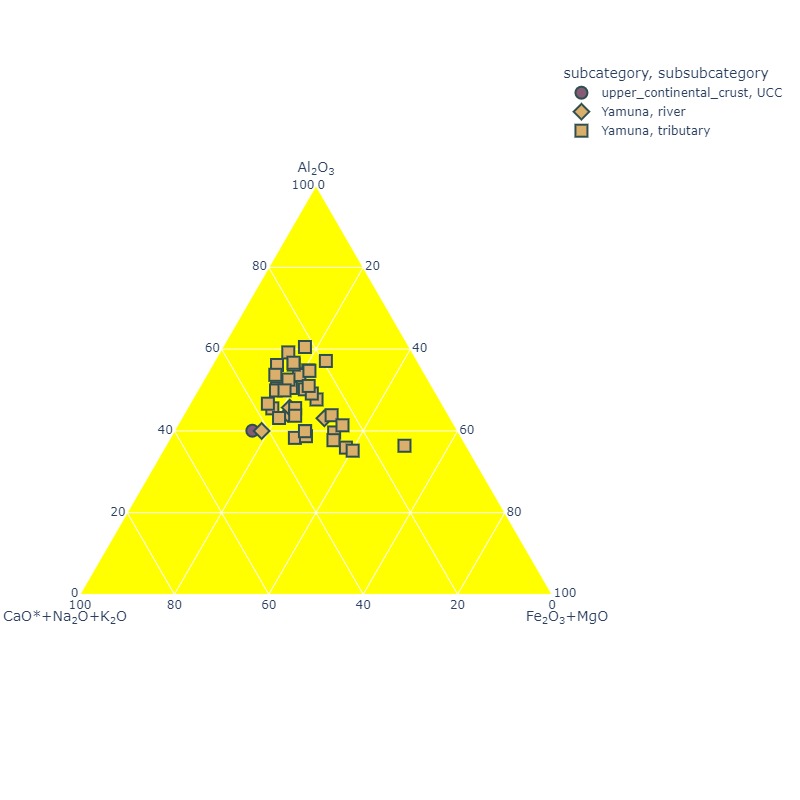 subcategory, subsubcategory
upper_continental_crust, UCC
Yamuna, river
Yamuna, tributary
Al₂O₃
100 0
80 20
60 40
40 60
20 80
0 100
100 80 60 40 20 0
CaO*+Na₂O+K₂O Fe₂O₃+MgO